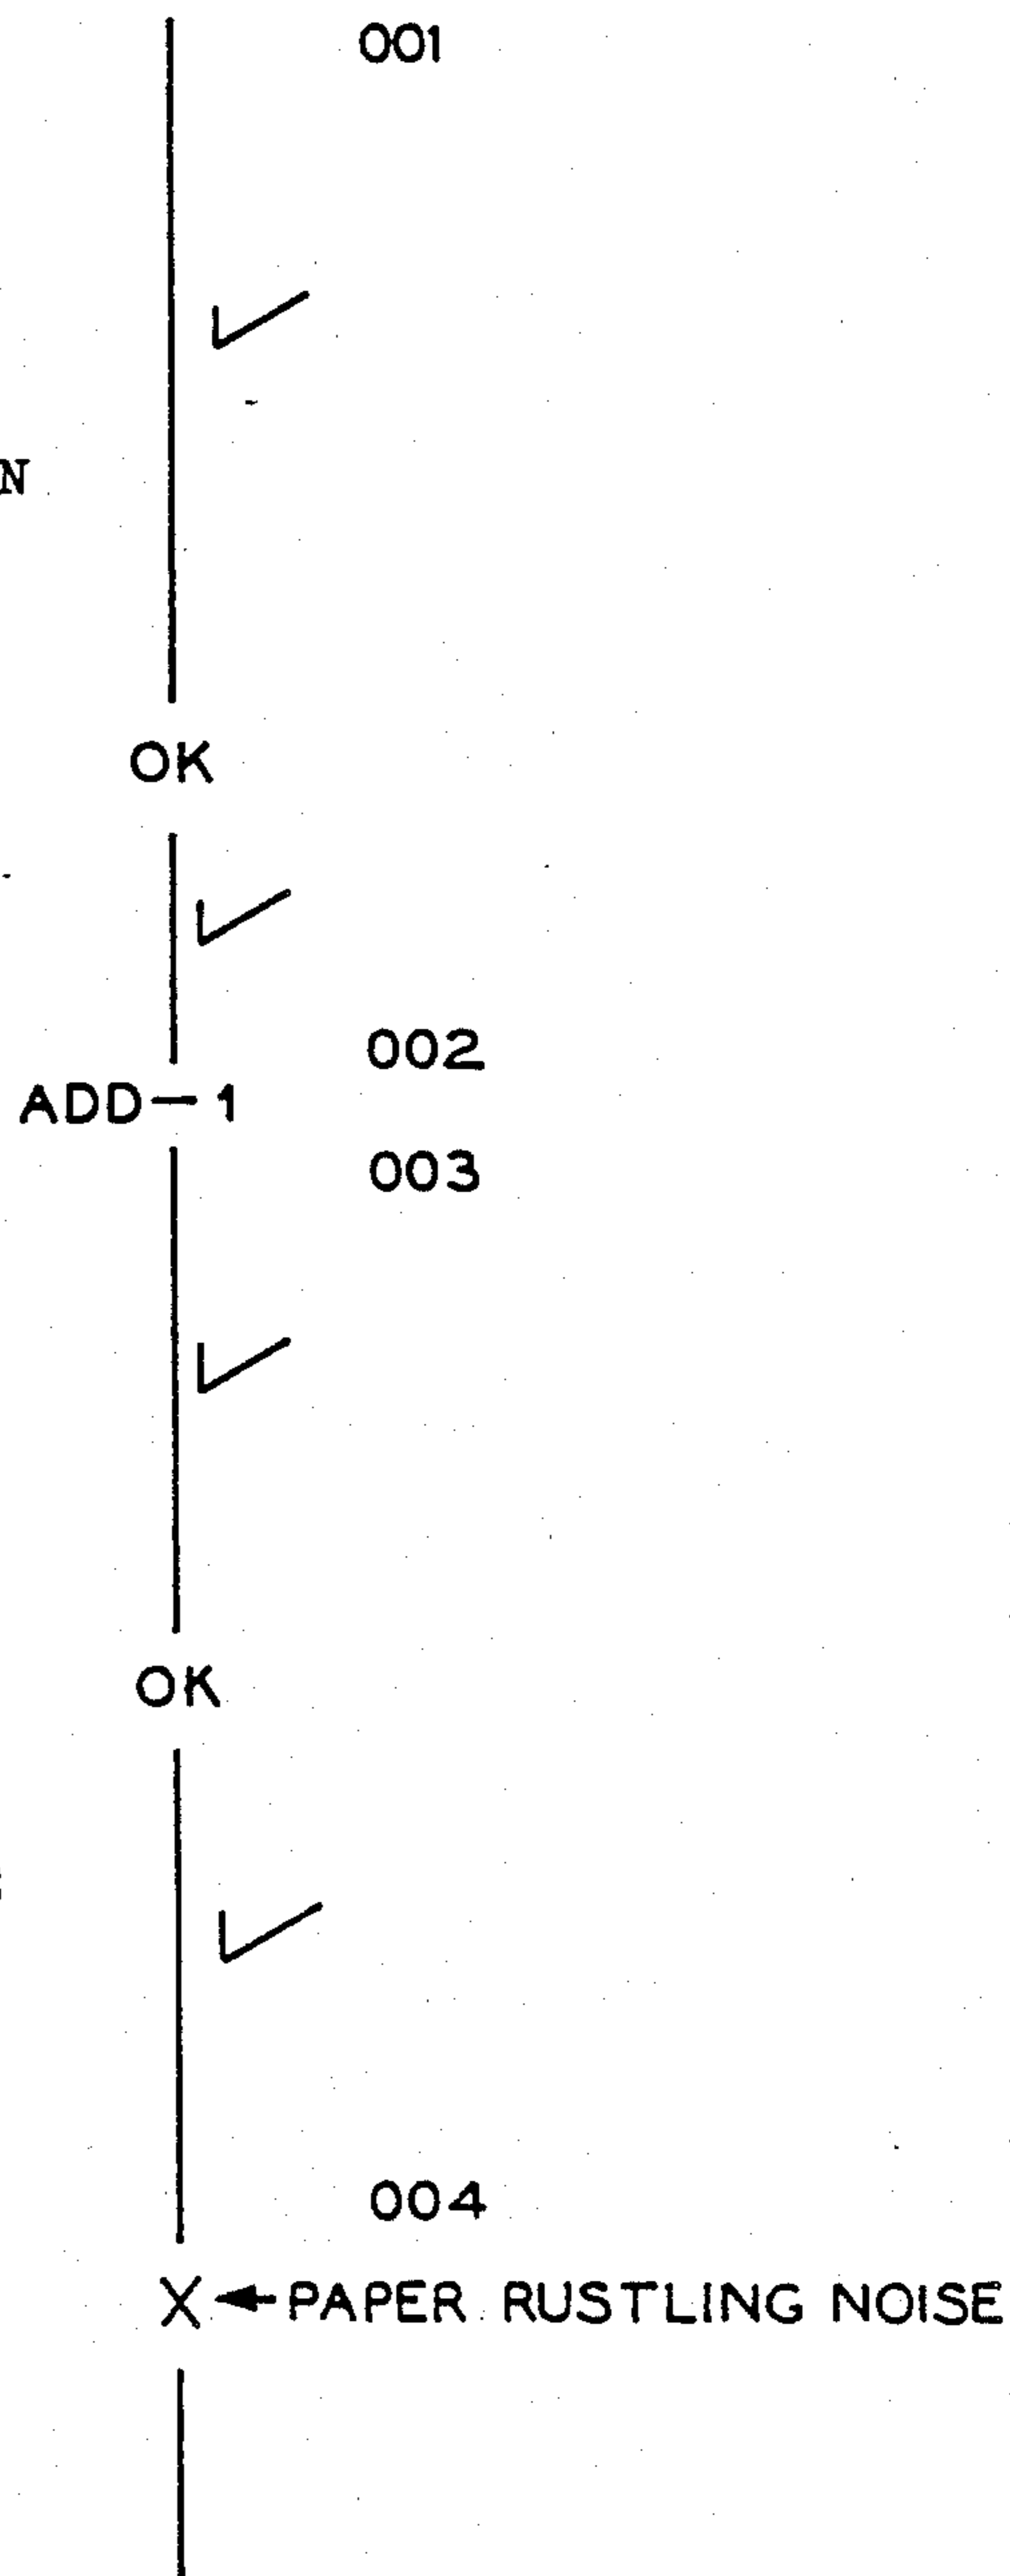 001
N
OK
002
ADD-1
003
OK
004
X PAPER RUSTLING NOISE